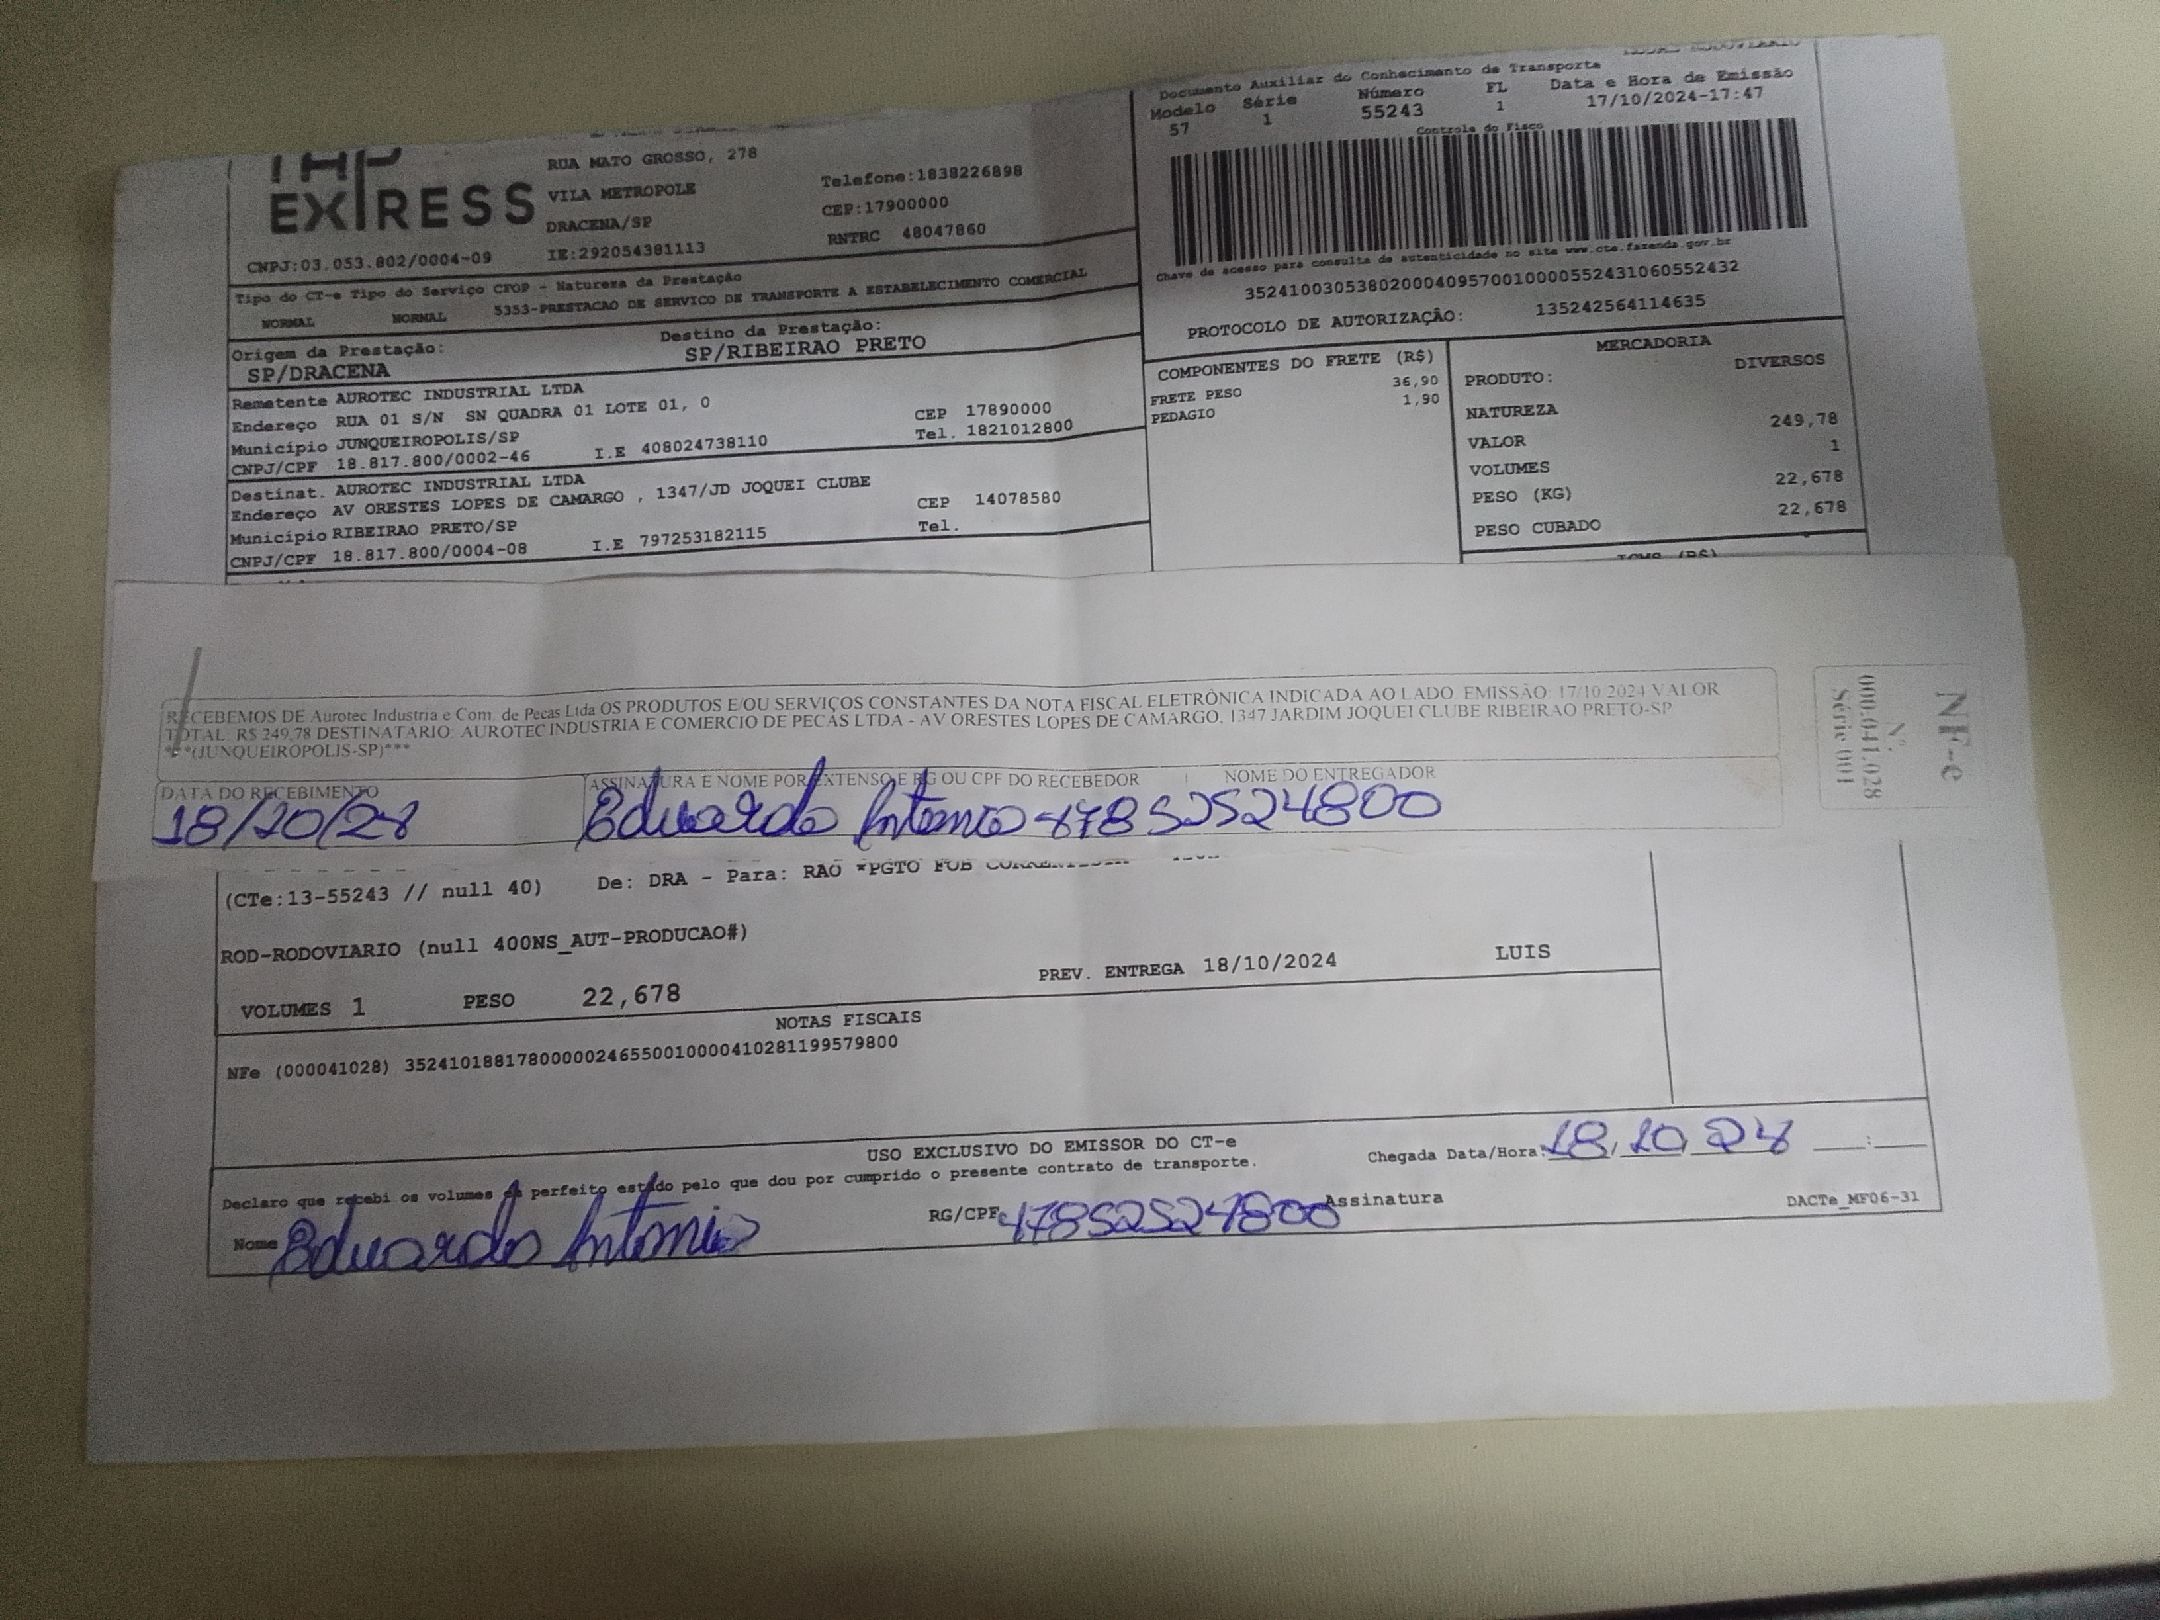 Documento Auxiliar do Conhecimento de Transporte
Modelo Série Número FL Data e Hora de Emissão
57 1 55243 1 17/10/2024-17:47
Controle do Fisco
EXPRESS
RUA MATO GROSSO, 278
VILA METROPOLE Telefone:1838226898
DRACENA/SP CEP:17900000
CNPJ:03.053.802/0004-09 IE:292054381113 RNTRC 48047860
Chave de acesso para consulta de autenticidade no site www.cte.fazenda.gov.br
35241003053802000409570010000552431060552432
PROTOCOLO DE AUTORIZAÇÃO: 135242564114635
Tipo do CT-e Tipo do Serviço CFOP - Natureza da Prestação
NORMAL NORMAL 5353-PRESTACAO DE SERVICO DE TRANSPORTE A ESTABELECIMENTO COMERCIAL
Origem da Prestação: Destino da Prestação:
SP/DRACENA SP/RIBEIRAO PRETO
Remetente AUROTEC INDUSTRIAL LTDA
Endereço RUA 01 S/N SN QUADRA 01 LOTE 01, 0 CEP 17890000
Município JUNQUEIROPOLIS/SP Tel. 1821012800
CNPJ/CPF 18.817.800/0002-46 I.E 408024738110
Destinat. AUROTEC INDUSTRIAL LTDA
Endereço AV ORESTES LOPES DE CAMARGO , 1347/JD JOQUEI CLUBE CEP 14078580
Município RIBEIRAO PRETO/SP Tel.
CNPJ/CPF 18.817.800/0004-08 I.E 797253182115
COMPONENTES DO FRETE (R$)
FRETE PESO 36,90
PEDAGIO 1,90
MERCADORIA
PRODUTO: DIVERSOS
NATUREZA
VALOR 249,78
VOLUMES 1
PESO (KG) 22,678
PESO CUBADO 22,678
RECEBEMOS DE Aurotec Industria e Com. de Pecas Ltda OS PRODUTOS E/OU SERVIÇOS CONSTANTES DA NOTA FISCAL ELETRÔNICA INDICADA AO LADO. EMISSÃO: 17/10/2024 VALOR
TOTAL: R$ 249,78 DESTINATÁRIO: AUROTEC INDUSTRIA E COMERCIO DE PECAS LTDA - AV ORESTES LOPES DE CAMARGO, 1347 JARDIM JOQUEI CLUBE RIBEIRAO PRETO-SP
***(JUNQUEIROPOLIS-SP)***
DATA DO RECEBIMENTO ASSINATURA E NOME POR EXTENSO E RG OU CPF DO RECEBEDOR NOME DO ENTREGADOR
18/10/24 Eduardo Antonio 47852524800
NF-e
Nº.
000.041.028
Série 001
(CTe:13-55243 // null 40) De: DRA - Para: RAO *PGTO FOB
ROD-RODOVIARIO (null 400NS_AUT-PRODUCAO#)
VOLUMES 1 PESO 22,678 PREV. ENTREGA 18/10/2024 LUIS
NOTAS FISCAIS
NFe (000041028) 35241018817800000246550010000410281199579800
USO EXCLUSIVO DO EMISSOR DO CT-e
Declaro que recebi os volumes em perfeito estado pelo que dou por cumprido o presente contrato de transporte. Chegada Data/Hora: 18/10/24 __:__
Nome Eduardo Antonio RG/CPF 47852524800 Assinatura DACTe_MF06-31